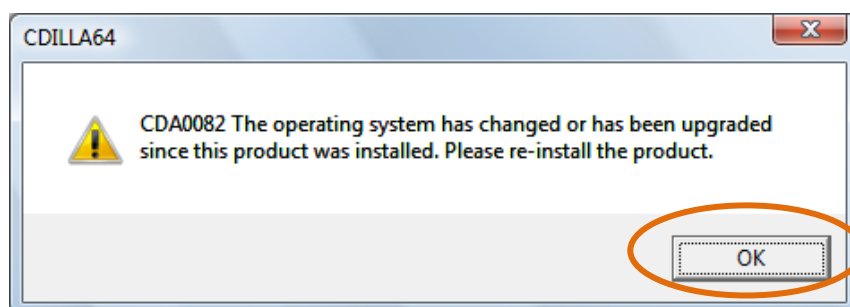 CDILLA64
CDA0082 The operating system has changed or has been upgraded
since this product was installed. Please re-install the product.
OK